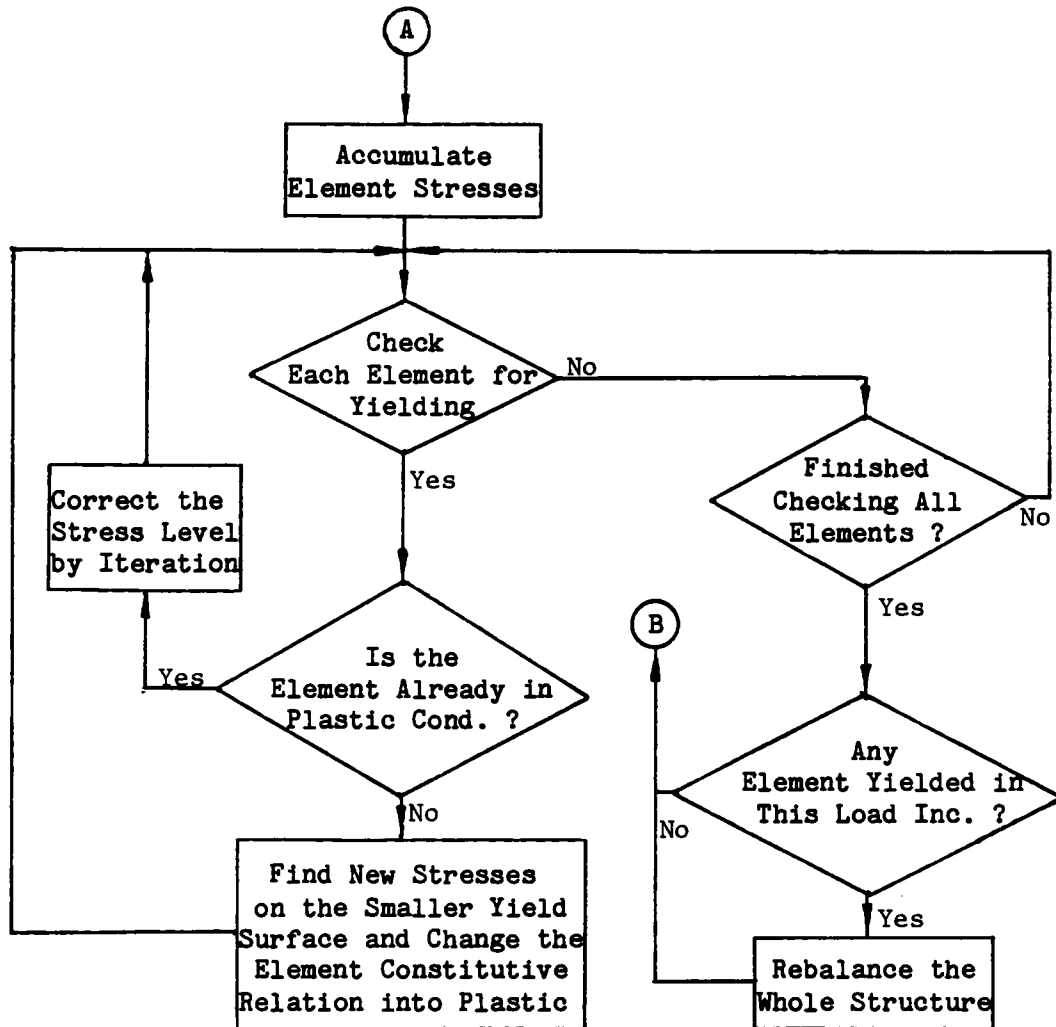 A
Accumulate
Element Stresses
Check
Each Element for
Yielding
No
Yes
Finished
Checking All
Elements ?
No
Yes
Correct the
Stress Level
by Iteration
Is the
Element Already in
Plastic Cond. ?
Yes
No
B
Any
Element Yielded in
This Load Inc. ?
No
Yes
Find New Stresses
on the Smaller Yield
Surface and Change the
Element Constitutive
Relation into Plastic
Rebalance the
Whole Structure